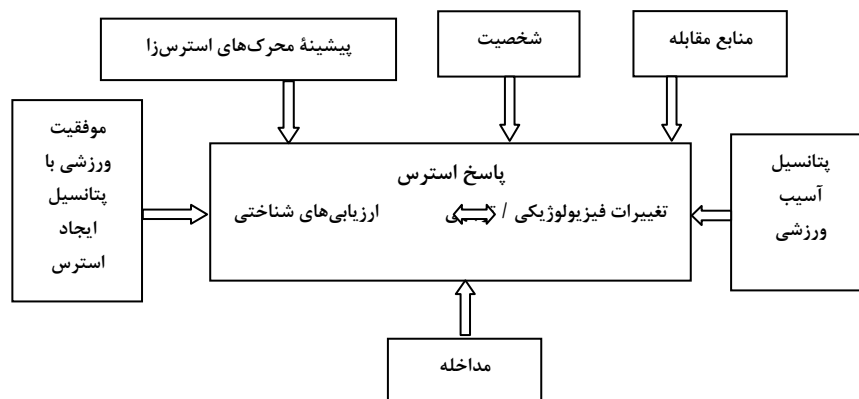 پیشینهٔ محرک‌های استرس‌زا
شخصیت
منابع مقابله
موفقیت
ورزشی با
پتانسیل
ایجاد
استرس
پاسخ استرس
ارزیابی‌های شناختی
تغییرات فیزیولوژیکی /
پتانسیل
آسیب
ورزشی
مداخله